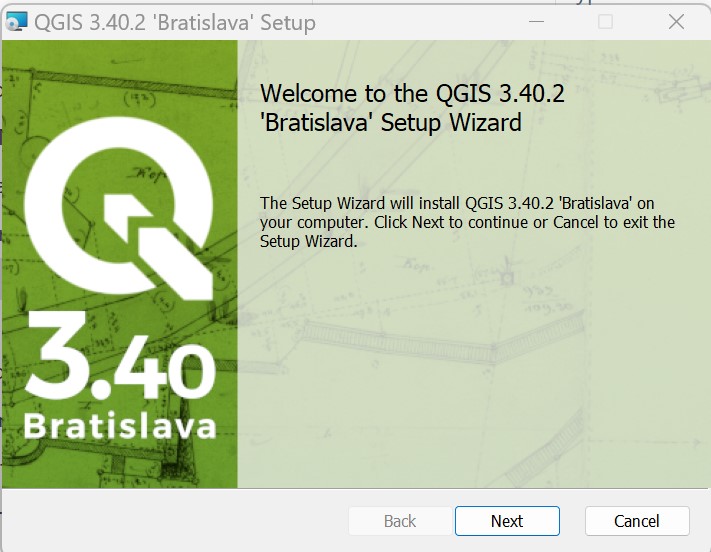 QGIS 3.40.2 'Bratislava' Setup
Welcome to the QGIS 3.40.2
'Bratislava' Setup Wizard
The Setup Wizard will install QGIS 3.40.2 'Bratislava' on
your computer. Click Next to continue or Cancel to exit the
Setup Wizard.
3.40
Bratislava
Back
Next
Cancel